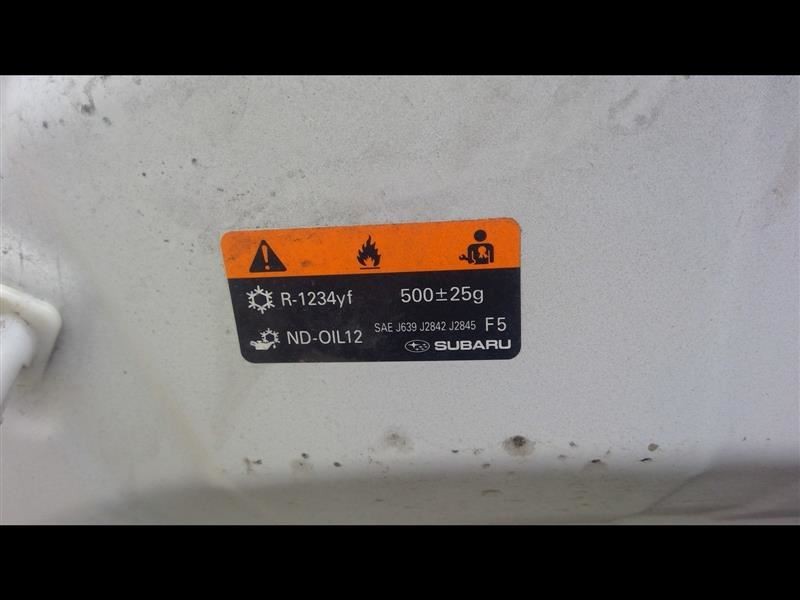 R-1234yf 500±25g
ND-OIL12 SAE J639 J2842 J2845 F5
SUBARU